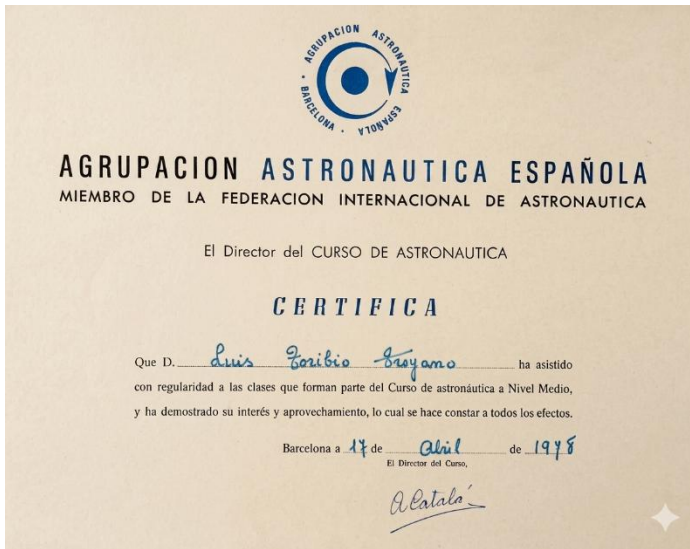 AGRUPACION ASTRONAUTICA ESPAÑOLA · BARCELONA ·
AGRUPACION ASTRONAUTICA ESPAÑOLA
MIEMBRO DE LA FEDERACION INTERNACIONAL DE ASTRONAUTICA
El Director del CURSO DE ASTRONAUTICA
CERTIFICA
Que D. Luis Toribio Troyano ha asistido
con regularidad a las clases que forman parte del Curso de astronáutica a Nivel Medio,
y ha demostrado su interés y aprovechamiento, lo cual se hace constar a todos los efectos.
Barcelona a 17 de Abril de 1978
El Director del Curso,
A Catalá